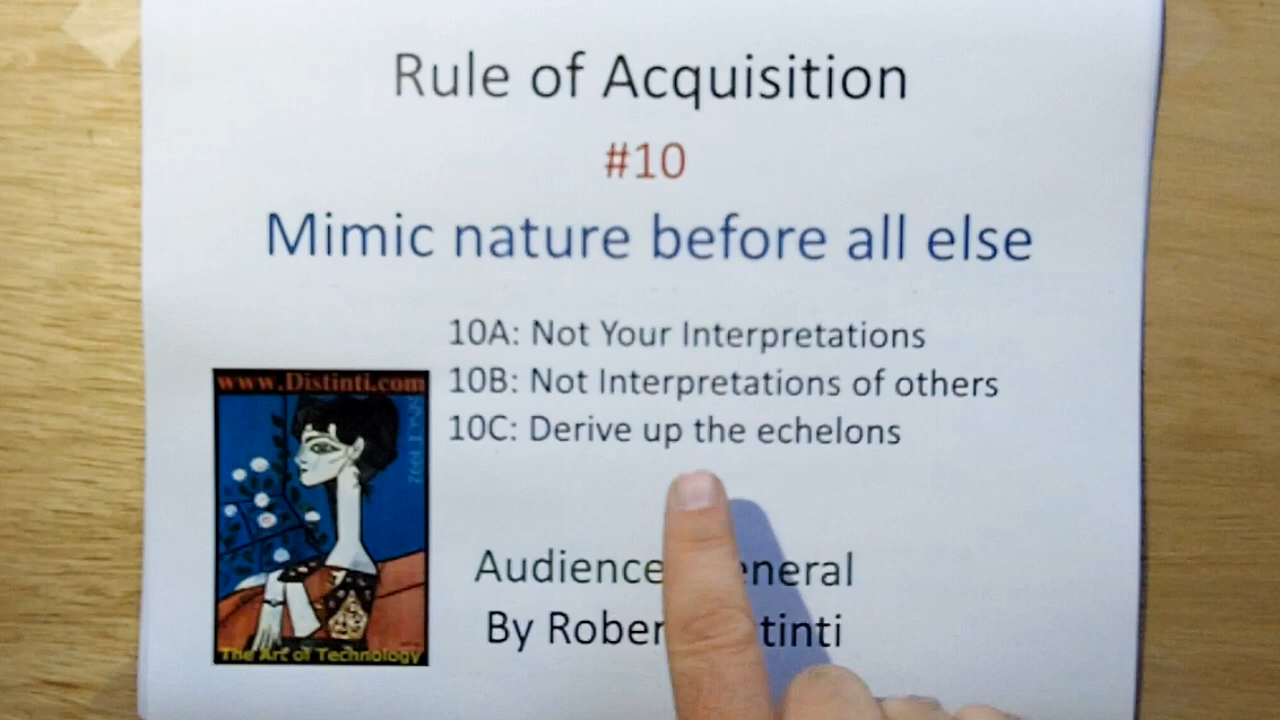 Rule of Acquisition
#10
Mimic nature before all else
10A: Not Your Interpretations
10B: Not Interpretations of others
10C: Derive up the echelons
www.Distinti.com
The Art of Technology
Audience eneral
By Rober tinti